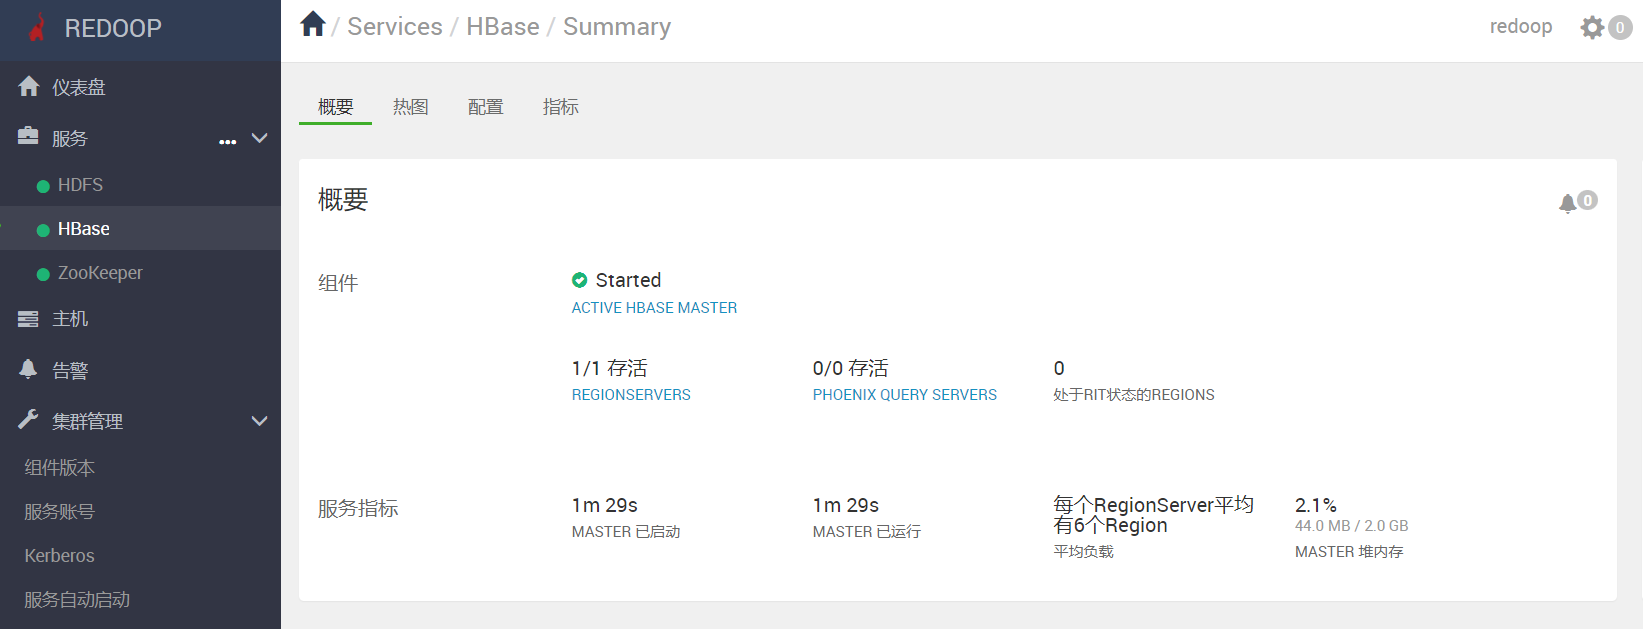 REDOOP
仪表盘
服务
HDFS
HBase
ZooKeeper
主机
告警
集群管理
组件版本
服务账号
Kerberos
服务自动启动
/ Services / HBase / Summary
redoop
0
概要 热图 配置 指标
概要
0
组件
Started
ACTIVE HBASE MASTER
1/1 存活
REGIONSERVERS
0/0 存活
PHOENIX QUERY SERVERS
0
处于RIT状态的REGIONS
服务指标
1m 29s
MASTER 已启动
1m 29s
MASTER 已运行
每个RegionServer平均
有6个Region
平均负载
2.1%
44.0 MB / 2.0 GB
MASTER 堆内存